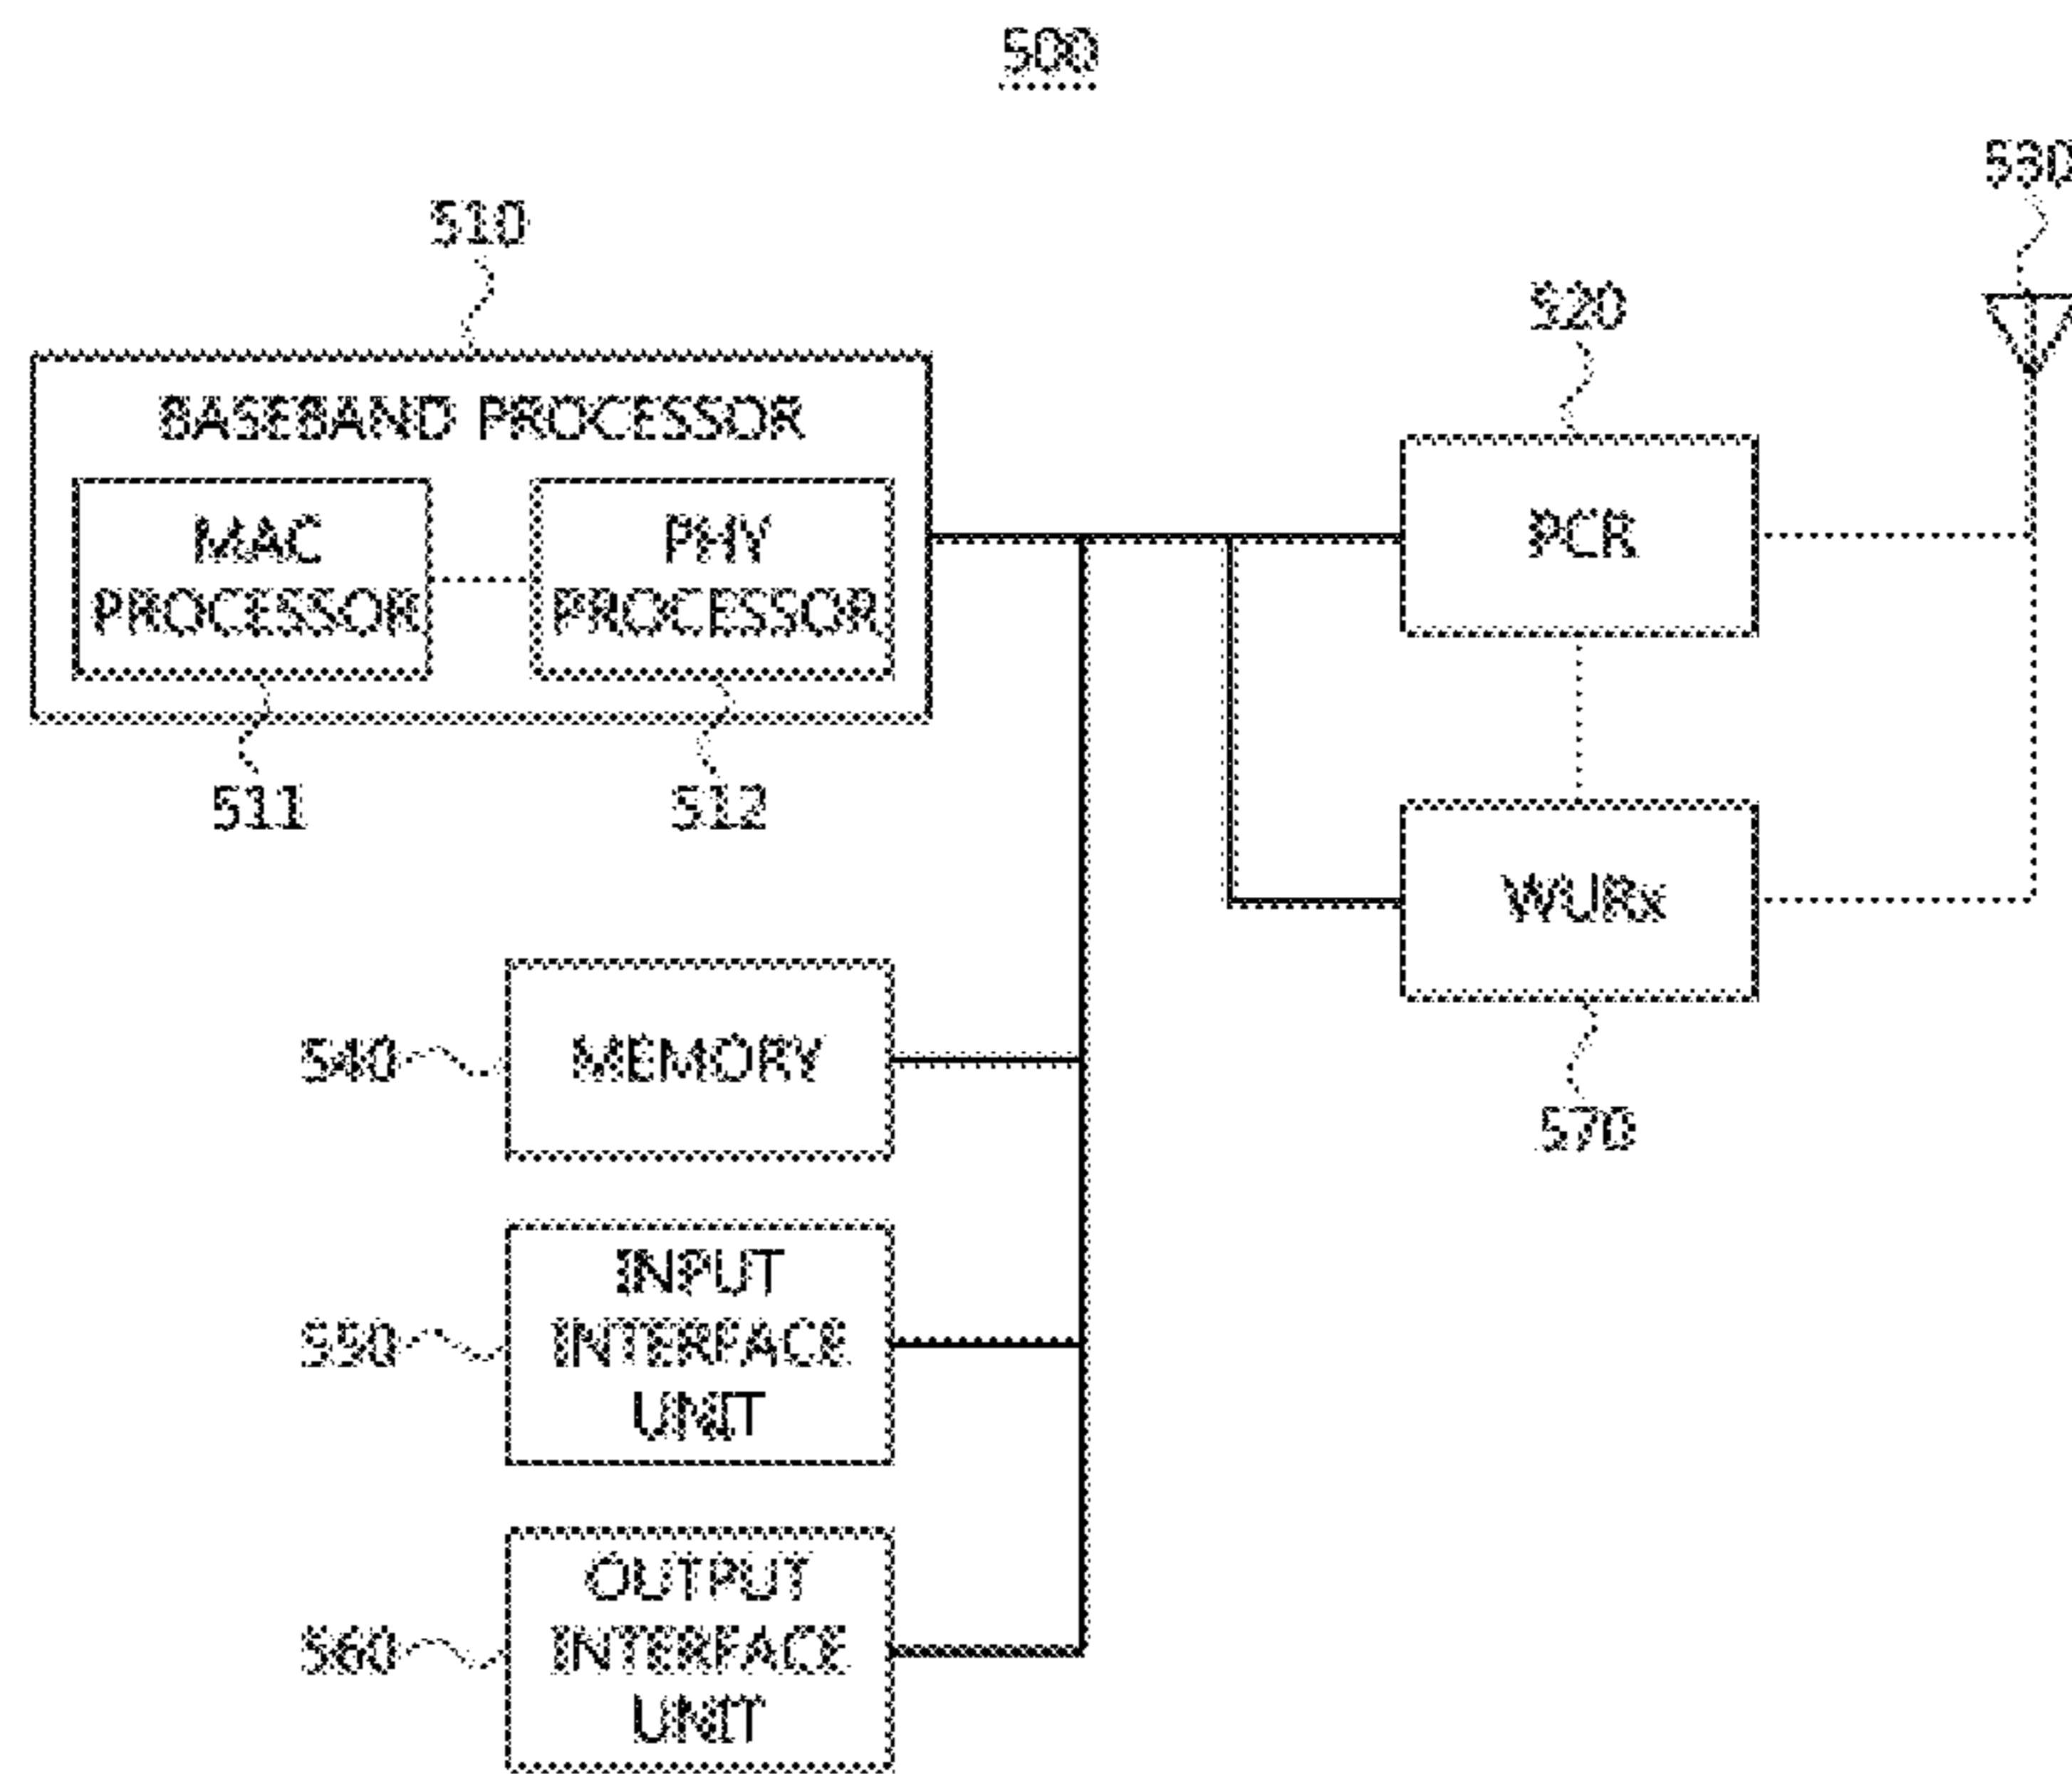 500
530
510
520
BASEBAND PROCESSOR
MAC
PROCESSOR
PHY
PROCESSOR
PCR
511
512
WURx
540
MEMORY
570
INPUT
550
INTERFACE
UNIT
OUTPUT
560
INTERFACE
UNIT